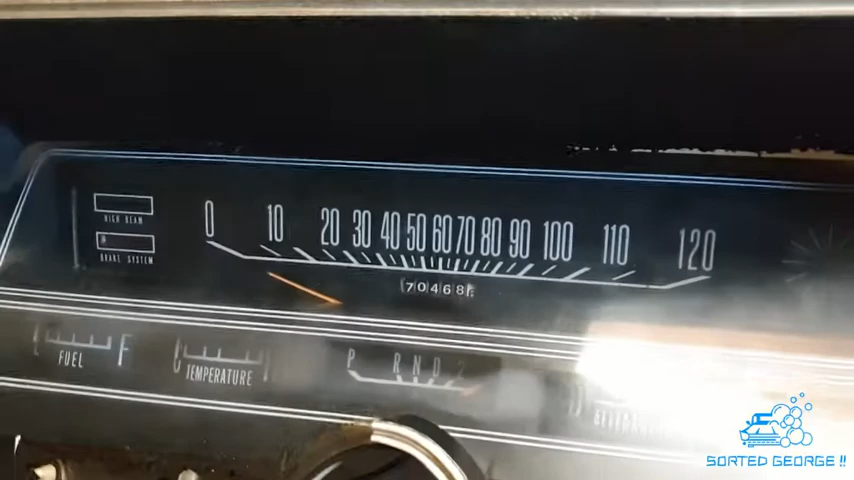 0 10 20 30 40 50 60 70 80 90 100 110 120
HIGH BEAM
BRAKE SYSTEM
70468
FUEL F
TEMPERATURE
P R N D 2
SORTED GEORGE !!